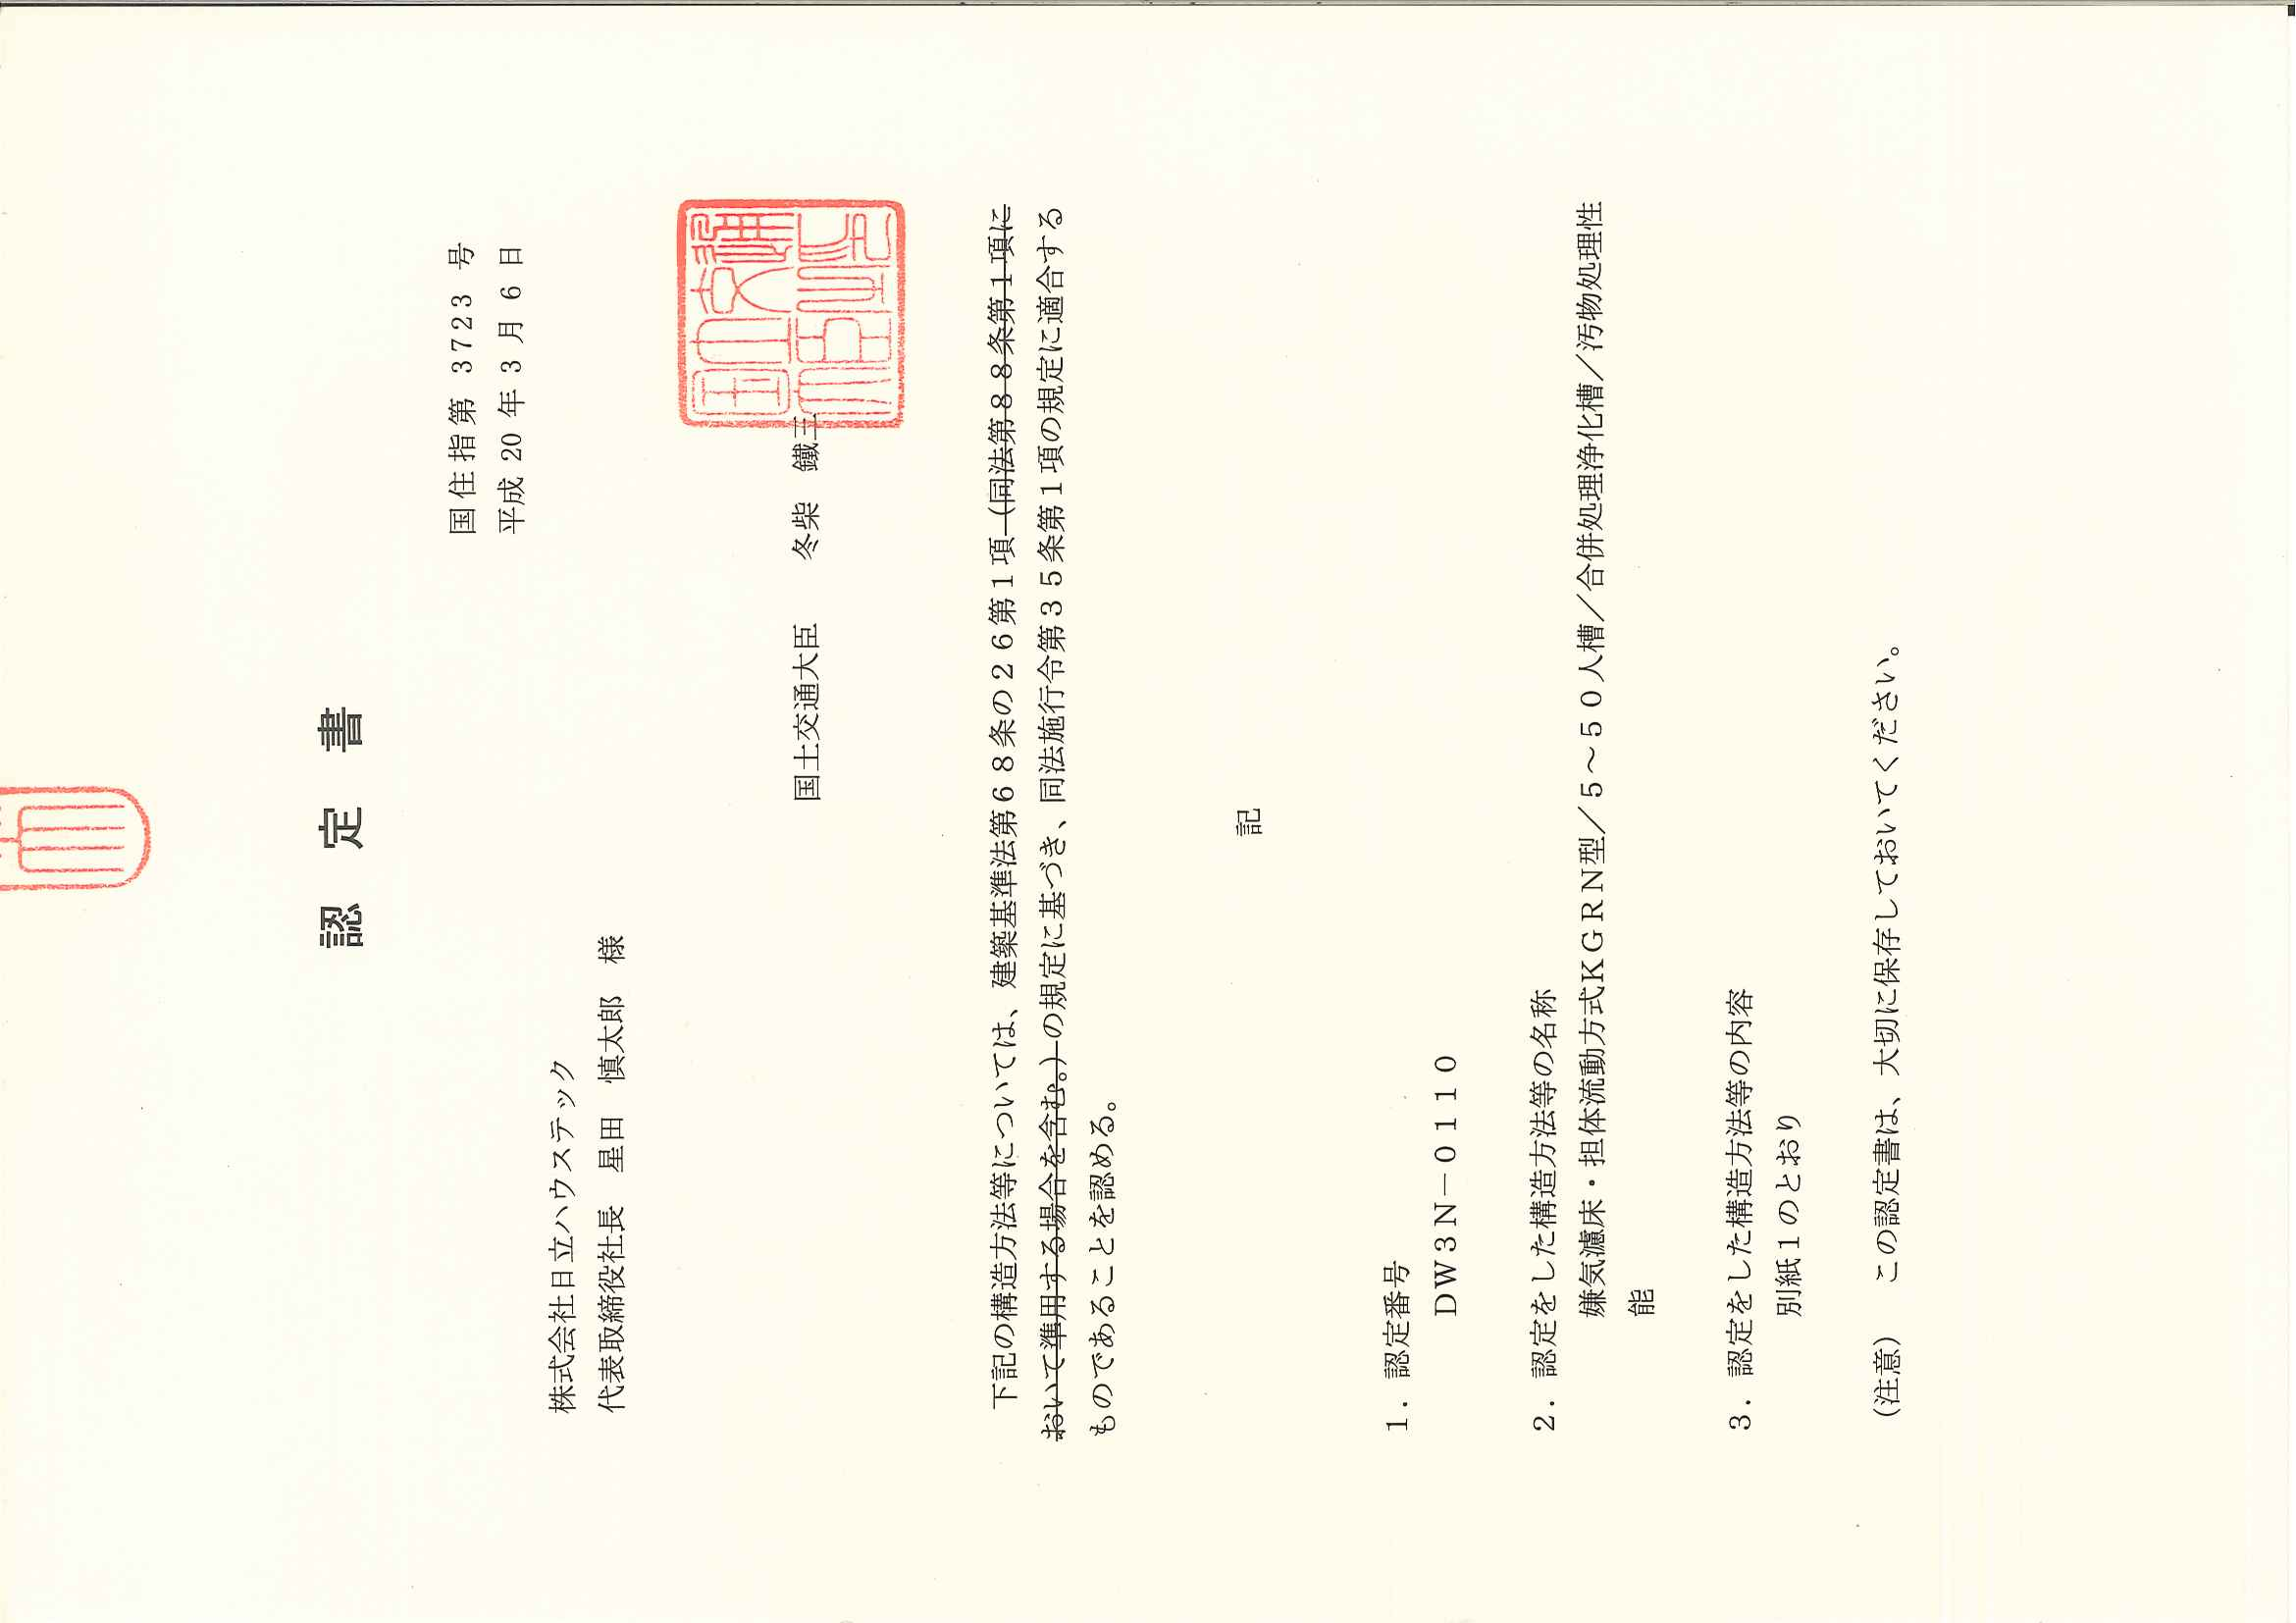 認定書
国住指第 3723 号
平成 20 年 3 月 6 日
株式会社日立ハウステック
代表取締役社長　星田　慎太郎　様
国土交通大臣　　冬柴　鐵三
下記の構造方法等については、建築基準法第68条の26第1項（同法第88条第1項に
おいて準用する場合を含む。）の規定に基づき、同法施行令第35条第1項の規定に適合する
ものであることを認める。
記
1．認定番号
DW3N－0110
2．認定をした構造方法等の名称
嫌気濾床・担体流動方式KGRN型／5～50人槽／合併処理浄化槽／汚物処理性
能
3．認定をした構造方法等の内容
別紙1のとおり
（注意）　この認定書は、大切に保存しておいてください。